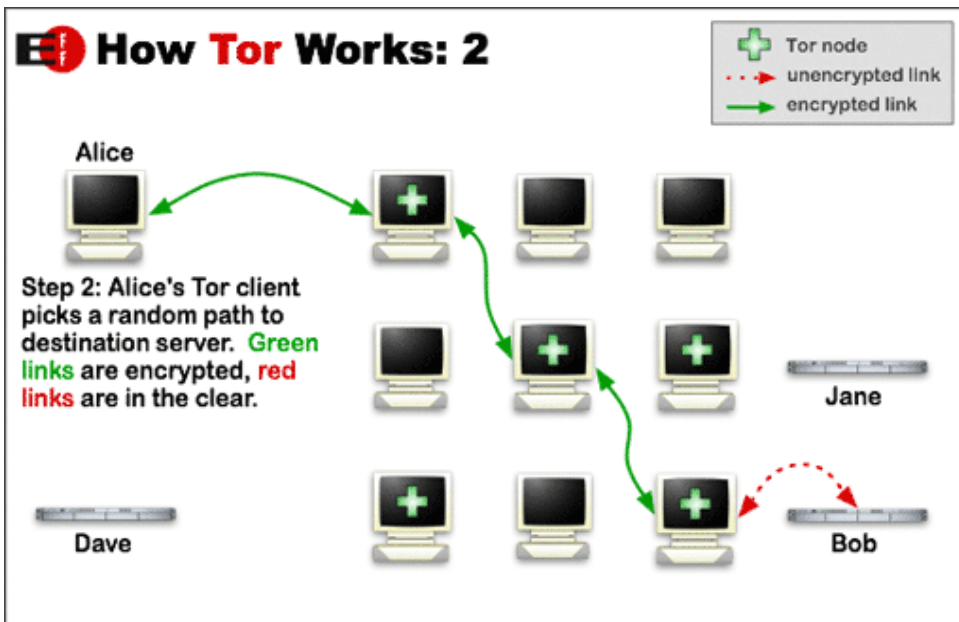 EFF How Tor Works: 2
Tor node
unencrypted link
encrypted link
Alice
Step 2: Alice's Tor client
picks a random path to
destination server. Green
links are encrypted, red
links are in the clear.
Jane
Dave
Bob